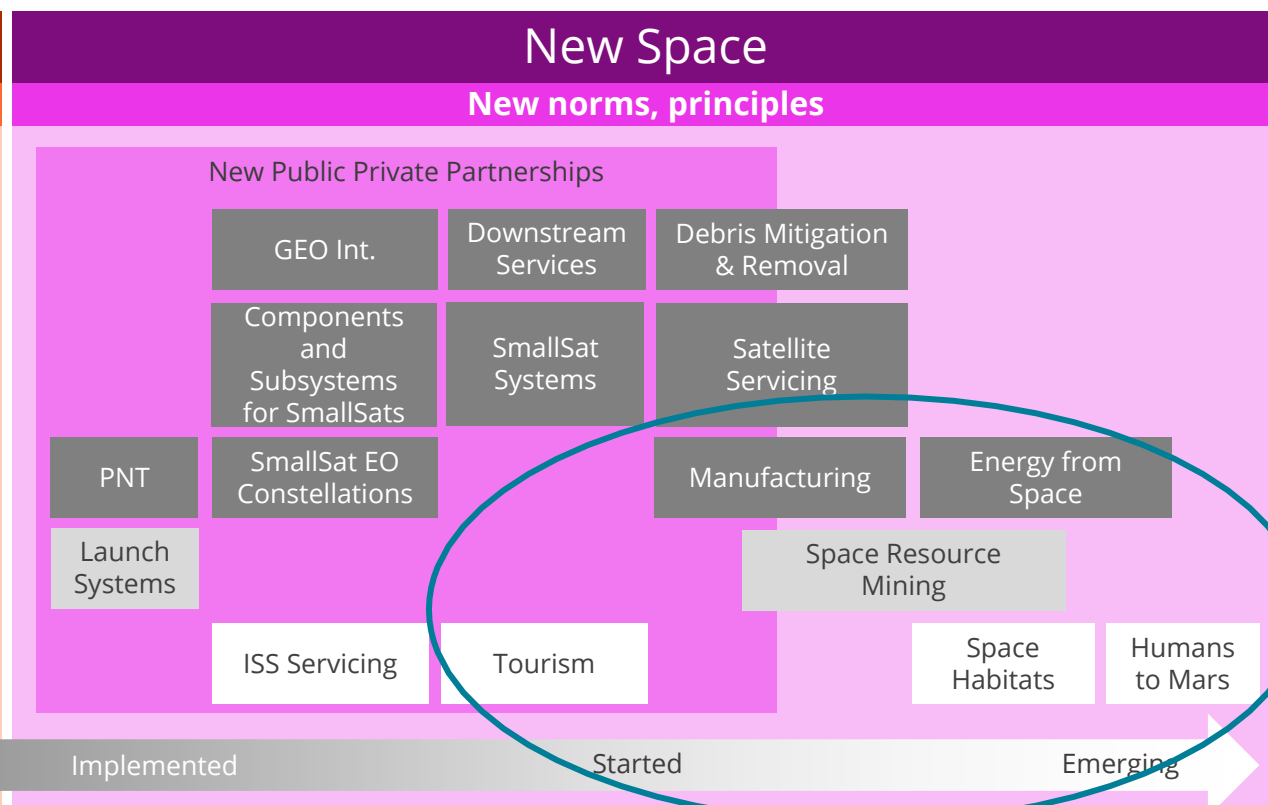 New Space
New norms, principles
New Public Private Partnerships
GEO Int.
Downstream
Services
Debris Mitigation
& Removal
Components
and
Subsystems
for SmallSats
SmallSat
Systems
Satellite
Servicing
PNT
SmallSat EO
Constellations
Manufacturing
Energy from
Space
Launch
Systems
Space Resource
Mining
ISS Servicing
Tourism
Space
Habitats
Humans
to Mars
Implemented
Started
Emerging